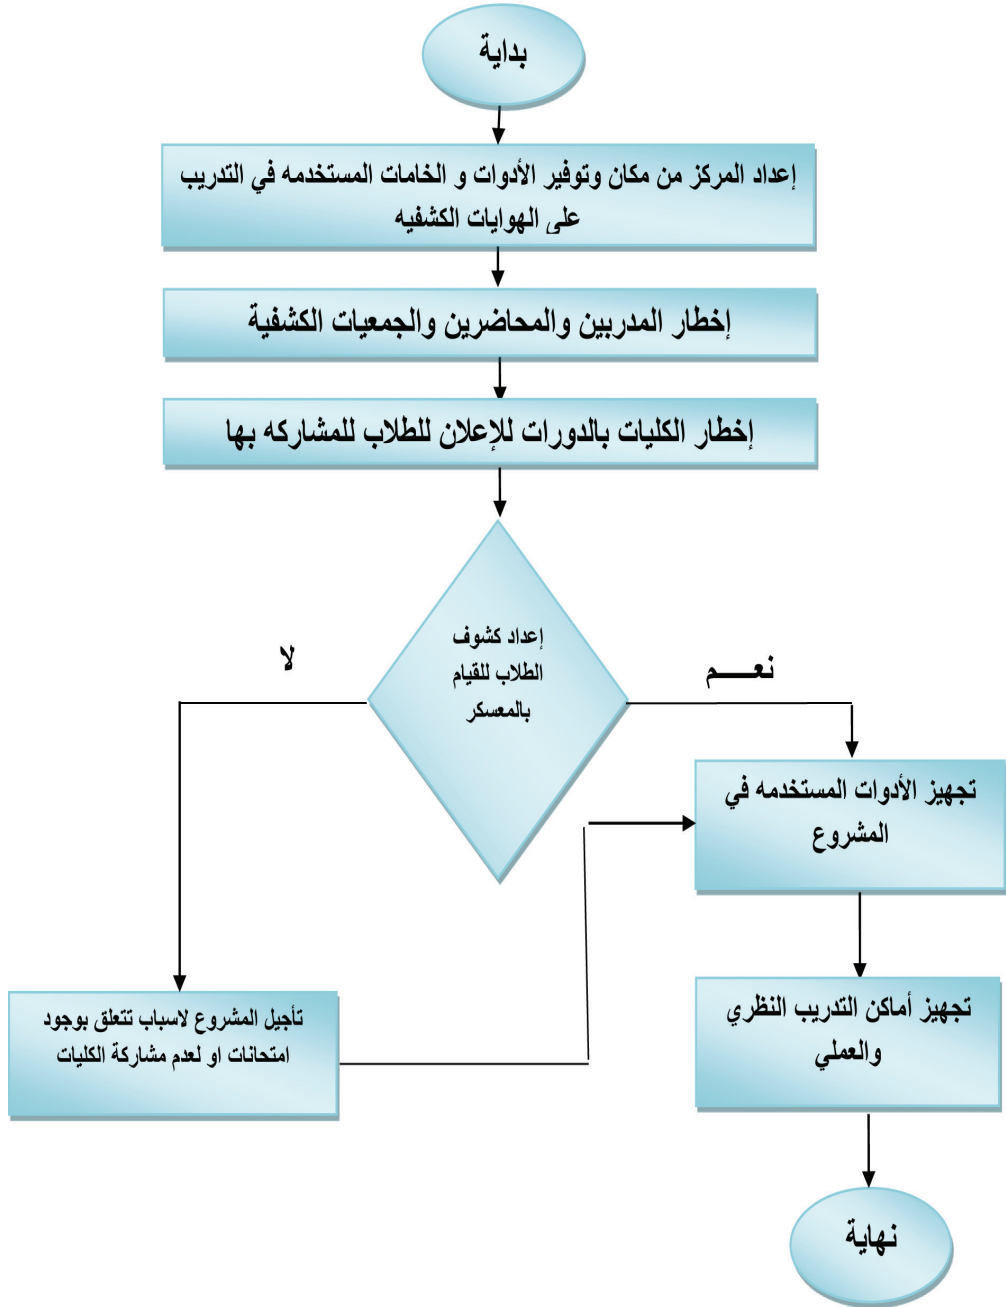 بداية
إعداد المركز من مكان وتوفير الأدوات و الخامات المستخدمه في التدريب
على الهوايات الكشفيه
إخطار المدربين والمحاضرين والجمعيات الكشفية
إخطار الكليات بالدورات للإعلان للطلاب للمشاركه بها
إعداد كشوف
الطلاب للقيام
بالمعسكر
نعـــــم
لا
تجهيز الأدوات المستخدمه في
المشروع
تجهيز أماكن التدريب النظري
والعملي
تأجيل المشروع لاسباب تتعلق بوجود
امتحانات او لعدم مشاركة الكليات
نهاية